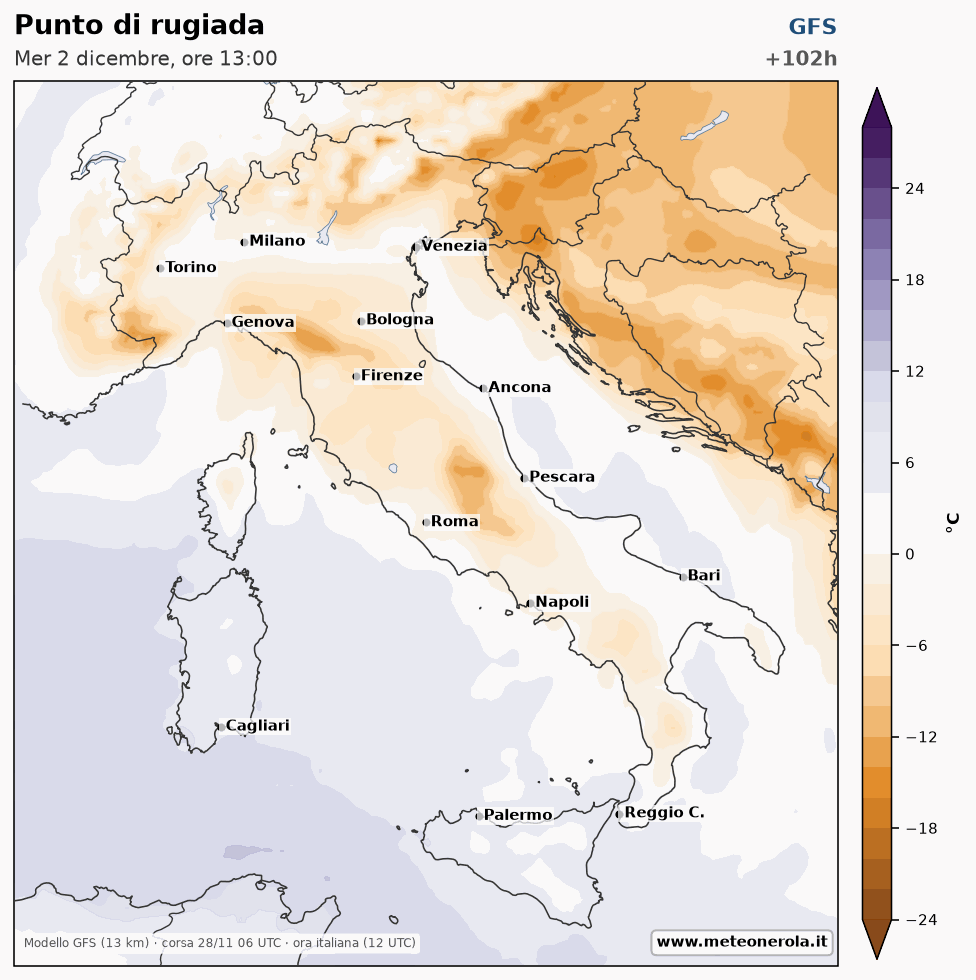 Punto di rugiada
GFS
Mer 2 dicembre, ore 13:00
+102h
Milano
Venezia
Torino
Genova
Bologna
Firenze
Ancona
Pescara
Roma
Bari
Napoli
Cagliari
Palermo
Reggio C.
24
18
12
6
0
−6
−12
−18
−24
°C
Modello GFS (13 km) · corsa 28/11 06 UTC · ora italiana (12 UTC)
www.meteonerola.it